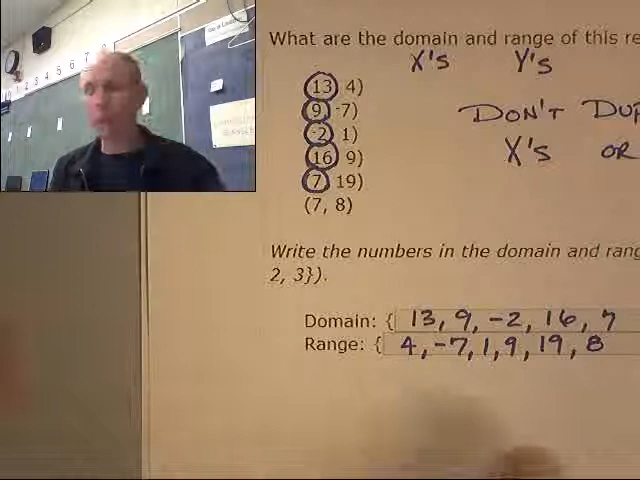 What are the domain and range of this re
X's Y's
13 4)
9 -7)
-2 1)
16 9)
7 19)
(7, 8)
DON'T DUP
X's OR
Write the numbers in the domain and rang
2, 3}).
Domain: { 13, 9, -2, 16, 7
Range: { 4, -7, 1, 9, 19, 8